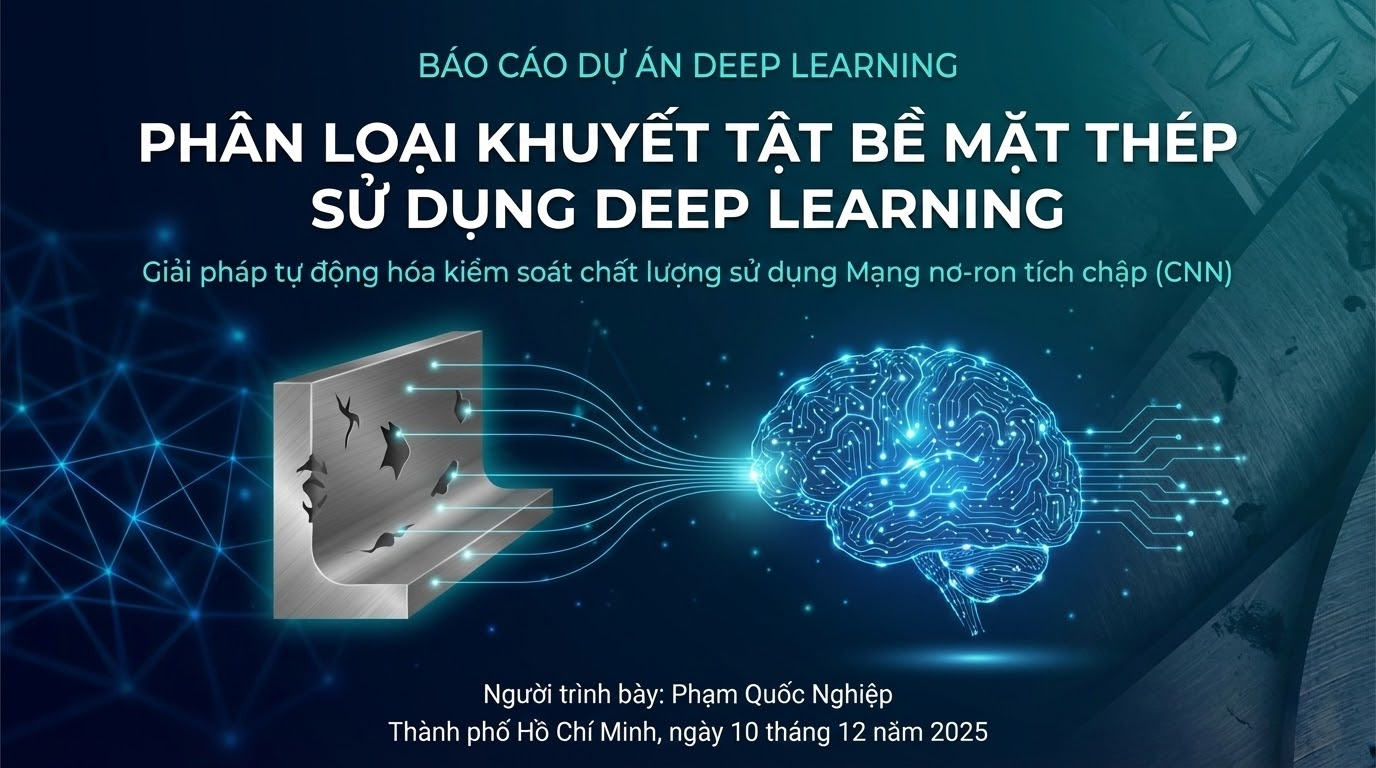 BÁO CÁO DỰ ÁN DEEP LEARNING
PHÂN LOẠI KHUYẾT TẬT BỀ MẶT THÉP
SỬ DỤNG DEEP LEARNING
Giải pháp tự động hóa kiểm soát chất lượng sử dụng Mạng nơ-ron tích chập (CNN)
Người trình bày: Phạm Quốc Nghiệp
Thành phố Hồ Chí Minh, ngày 10 tháng 12 năm 2025